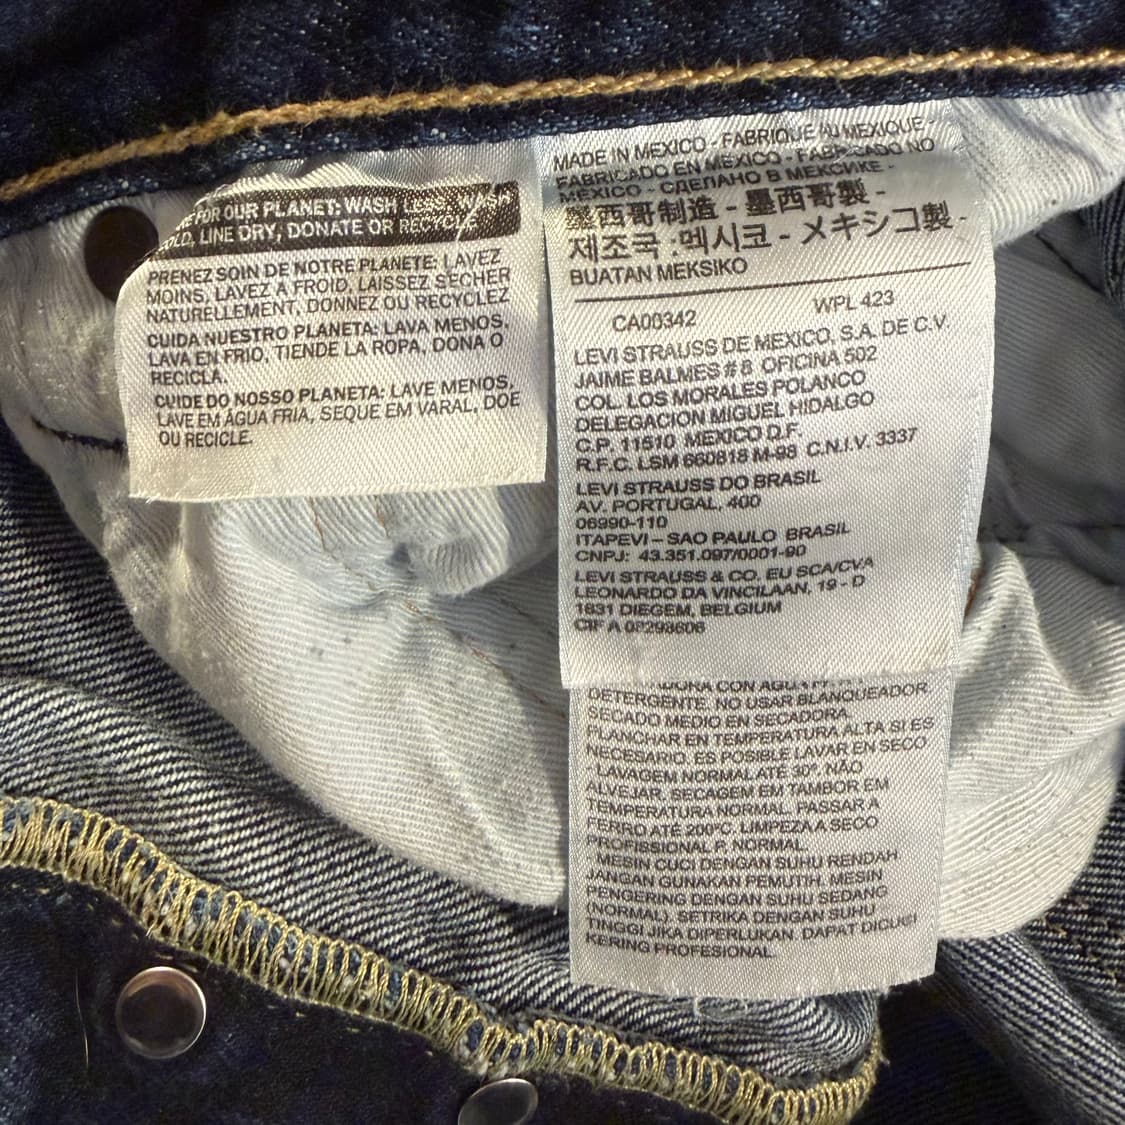 FOR OUR PLANET: WASH LESS, WASH
COLD, LINE DRY, DONATE OR RECYCLE
PRENEZ SOIN DE NOTRE PLANETE: LAVEZ
MOINS, LAVEZ A FROID, LAISSEZ SECHER
NATURELLEMENT, DONNEZ OU RECYCLEZ
CUIDA NUESTRO PLANETA: LAVA MENOS,
LAVA EN FRIO, TIENDE LA ROPA, DONA O
RECICLA.
CUIDE DO NOSSO PLANETA: LAVE MENOS,
LAVE EM ÁGUA FRIA, SEQUE EM VARAL, DOE
OU RECICLE.
MADE IN MEXICO - FABRIQUE AU MEXIQUE -
FABRICADO EN MEXICO - FABRICADO NO
MEXICO - СДЕЛАНО В МЕКСИКЕ -
墨西哥制造 - 墨西哥製 -
제조국 :멕시코 - メキシコ製 -
BUATAN MEKSIKO
CA00342 WPL 423
LEVI STRAUSS DE MEXICO, S.A. DE C.V.
JAIME BALMES # 8 OFICINA 502
COL. LOS MORALES POLANCO
DELEGACION MIGUEL HIDALGO
C.P. 11510 MEXICO D.F.
R.F.C. LSM 660818 M-98 C.N.I.V. 3337
LEVI STRAUSS DO BRASIL
AV. PORTUGAL, 400
06990-110
ITAPEVI – SAO PAULO BRASIL
CNPJ: 43.351.097/0001-90
LEVI STRAUSS & CO. EU SCA/CVA
LEONARDO DA VINCILAAN, 19 - D
1831 DIEGEM, BELGIUM
CIF A 08298606
CON AGUA
DETERGENTE. NO USAR BLANQUEADOR
SECADO MEDIO EN SECADORA
PLANCHAR EN TEMPERATURA ALTA SI ES
NECESARIO. ES POSIBLE LAVAR EN SECO
LAVAGEM NORMAL ATÉ 30º. NÃO
ALVEJAR. SECAGEM EM TAMBOR EM
TEMPERATURA NORMAL. PASSAR A
FERRO ATÉ 200ºC. LIMPEZA A SECO
PROFISSIONAL P. NORMAL.
MESIN CUCI DENGAN SUHU RENDAH
JANGAN GUNAKAN PEMUTIH. MESIN
PENGERING DENGAN SUHU SEDANG
(NORMAL). SETRIKA DENGAN SUHU
TINGGI JIKA DIPERLUKAN. DAPAT DICUCI
KERING PROFESIONAL.